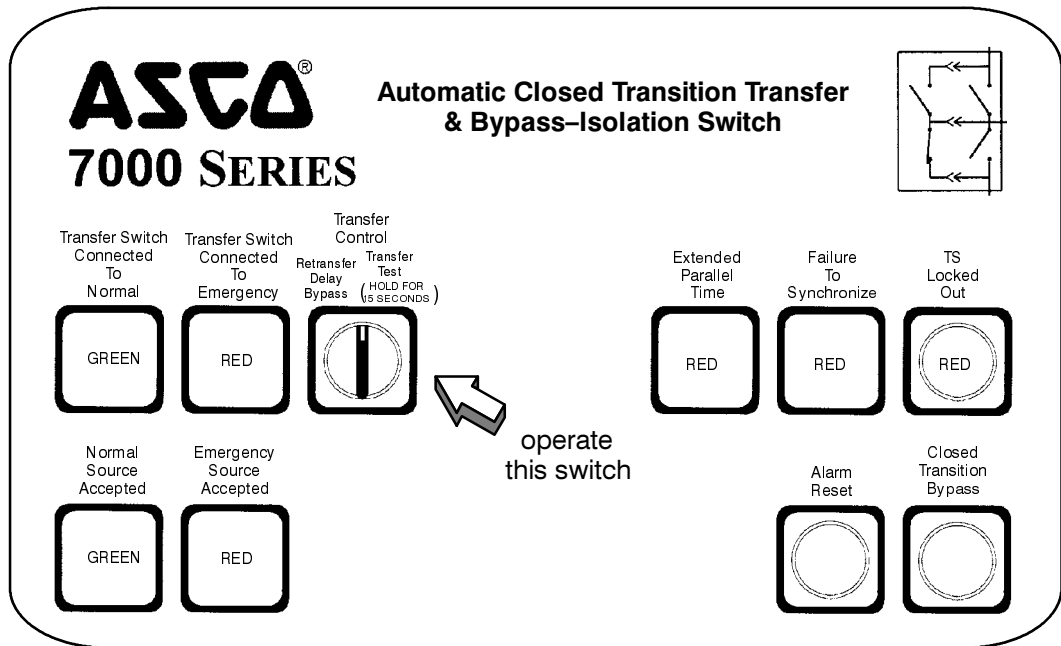 ASCO®
7000 SERIES
Automatic Closed Transition Transfer
& Bypass–Isolation Switch
Transfer Switch
Connected
To
Normal
Transfer Switch
Connected
To
Emergency
Transfer
Control
Retransfer
Delay
Bypass
Transfer
Test
(HOLD FOR
15 SECONDS)
Extended
Parallel
Time
Failure
To
Synchronize
TS
Locked
Out
GREEN
RED
RED
RED
RED
operate
this switch
Normal
Source
Accepted
Emergency
Source
Accepted
Alarm
Reset
Closed
Transition
Bypass
GREEN
RED